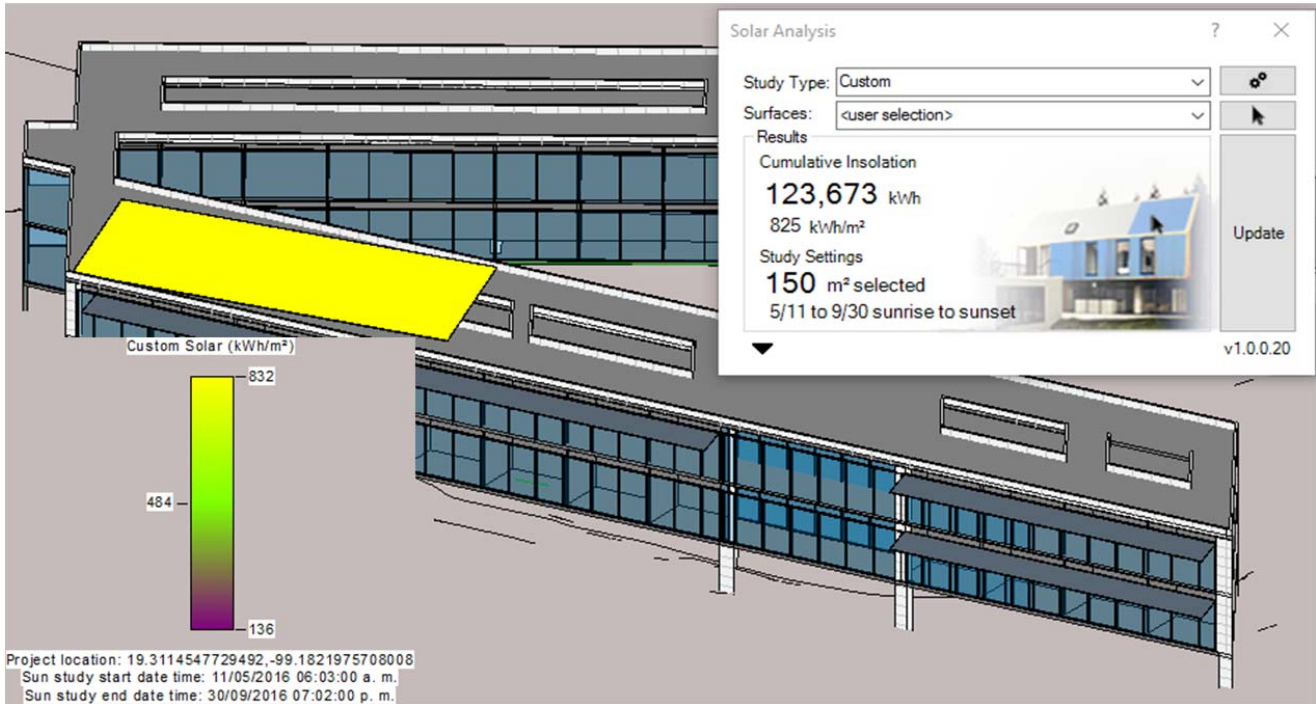 Solar Analysis ? ×
Study Type: Custom
Surfaces: <user selection>
Results
Cumulative Insolation
123,673 kWh
825 kWh/m²
Study Settings
150 m² selected
5/11 to 9/30 sunrise to sunset
Update
v1.0.0.20
Custom Solar (kWh/m²)
832
484
136
Project location: 19.3114547729492,-99.1821975708008
Sun study start date time: 11/05/2016 06:03:00 a. m.
Sun study end date time: 30/09/2016 07:02:00 p. m.